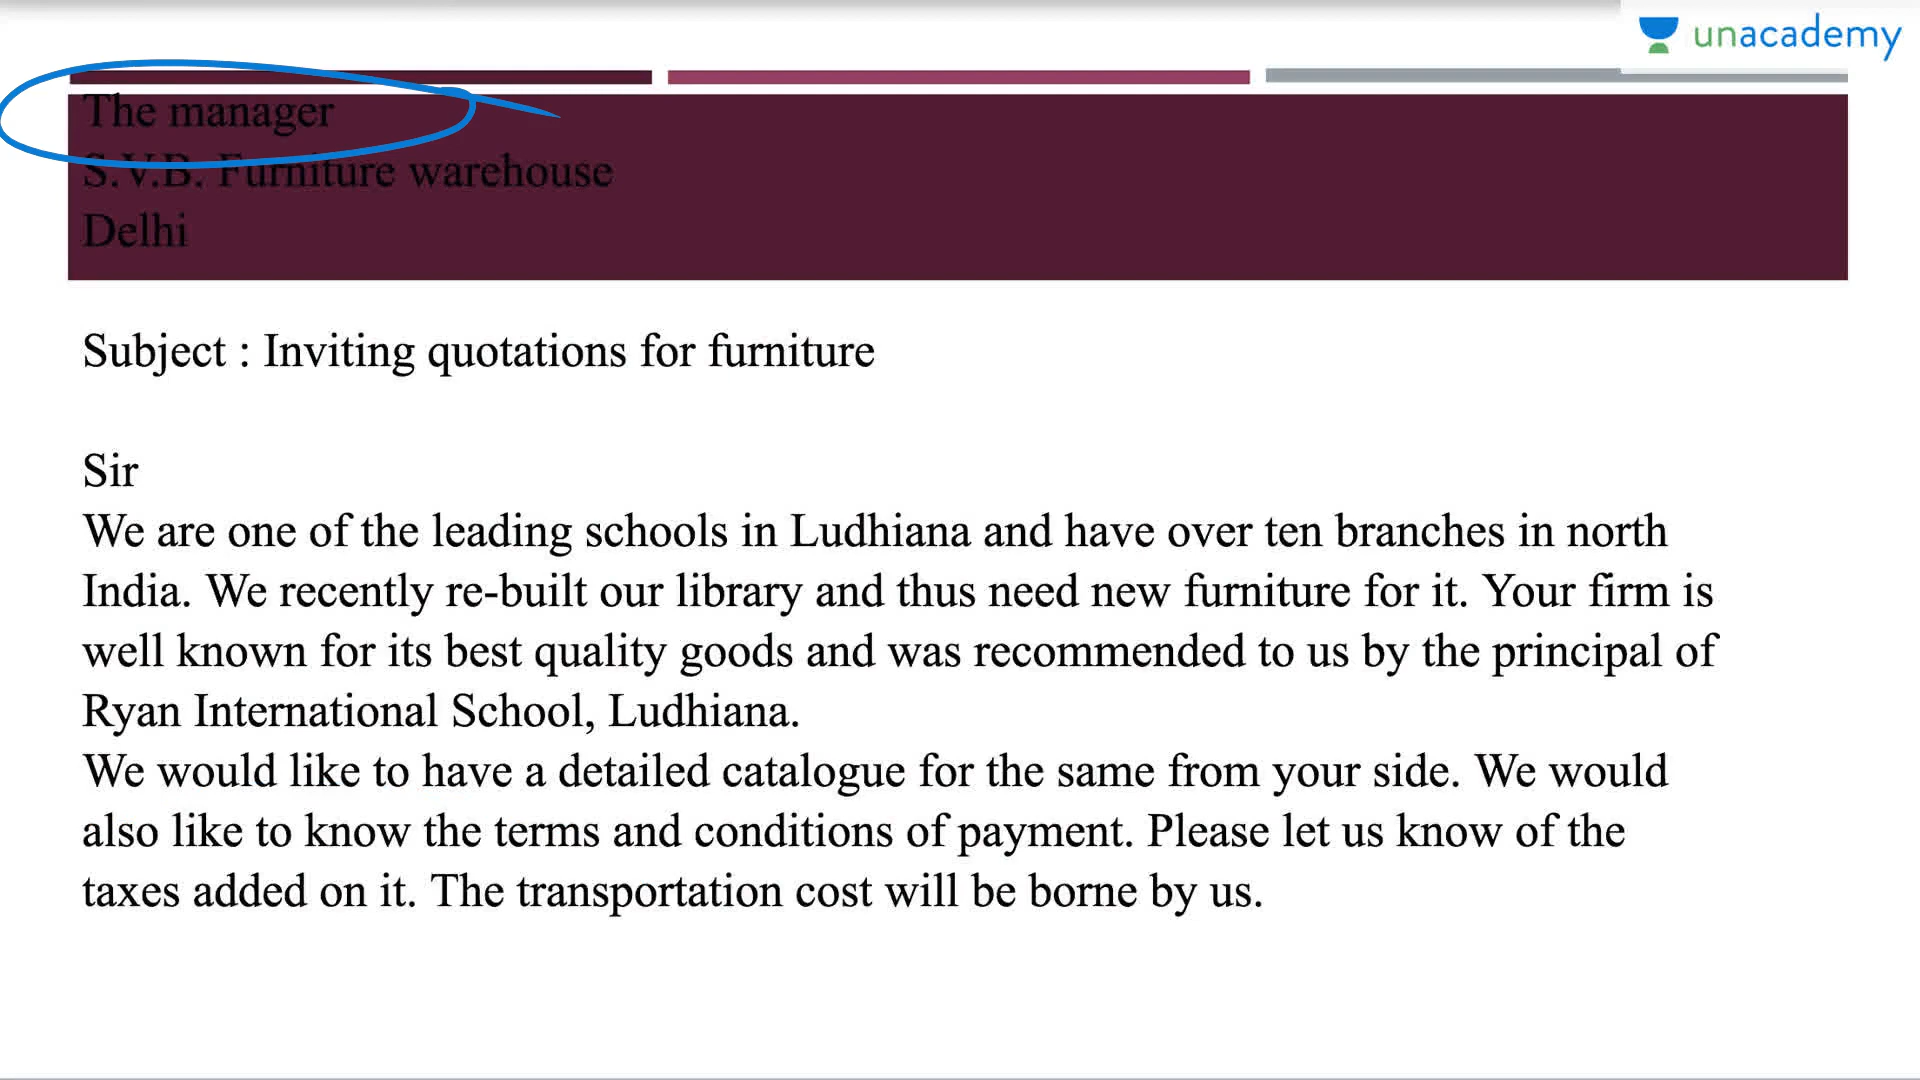 unacademy
The manager
S.V.B. Furniture warehouse
Delhi
Subject : Inviting quotations for furniture
Sir
We are one of the leading schools in Ludhiana and have over ten branches in north
India. We recently re-built our library and thus need new furniture for it. Your firm is
well known for its best quality goods and was recommended to us by the principal of
Ryan International School, Ludhiana.
We would like to have a detailed catalogue for the same from your side. We would
also like to know the terms and conditions of payment. Please let us know of the
taxes added on it. The transportation cost will be borne by us.